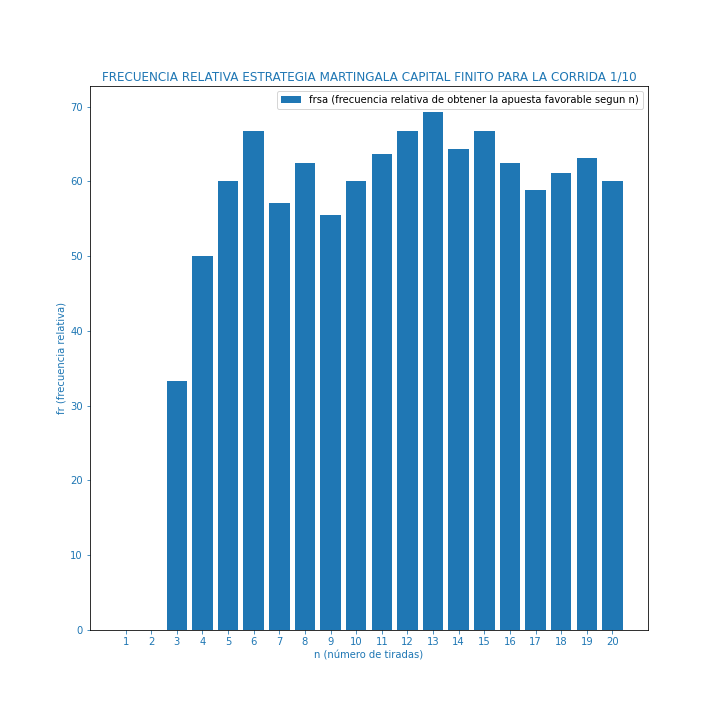 FRECUENCIA RELATIVA ESTRATEGIA MARTINGALA CAPITAL FINITO PARA LA CORRIDA 1/10
frsa (frecuencia relativa de obtener la apuesta favorable segun n)
fr (frecuencia relativa)
70
60
50
40
30
20
10
0
1 2 3 4 5 6 7 8 9 10 11 12 13 14 15 16 17 18 19 20
n (número de tiradas)